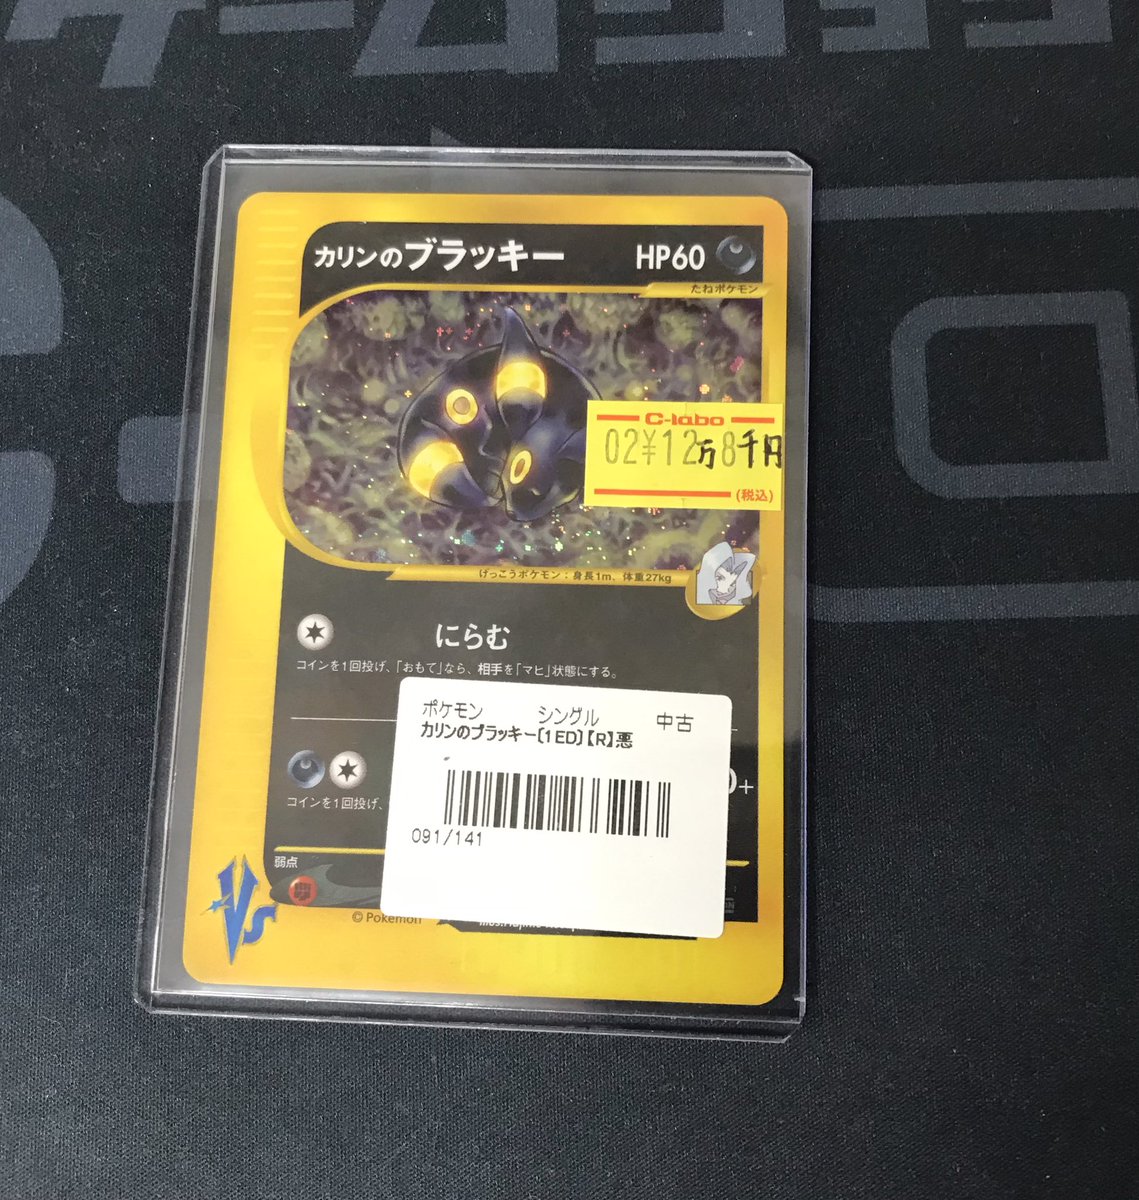 カリンのブラッキー HP60
たねポケモン
C-labo
02¥12万8千円
(税込)
げっこうポケモン:身長1m、体重27kg
にらむ
コインを1回投げ、「おもて」なら、相手を「マヒ」状態にする。
ポケモン シングル 中古
カリンのブラッキー〔1ED〕【R】悪
0+
コインを1回投げ、
091/141
弱点
VS
© Pokémon